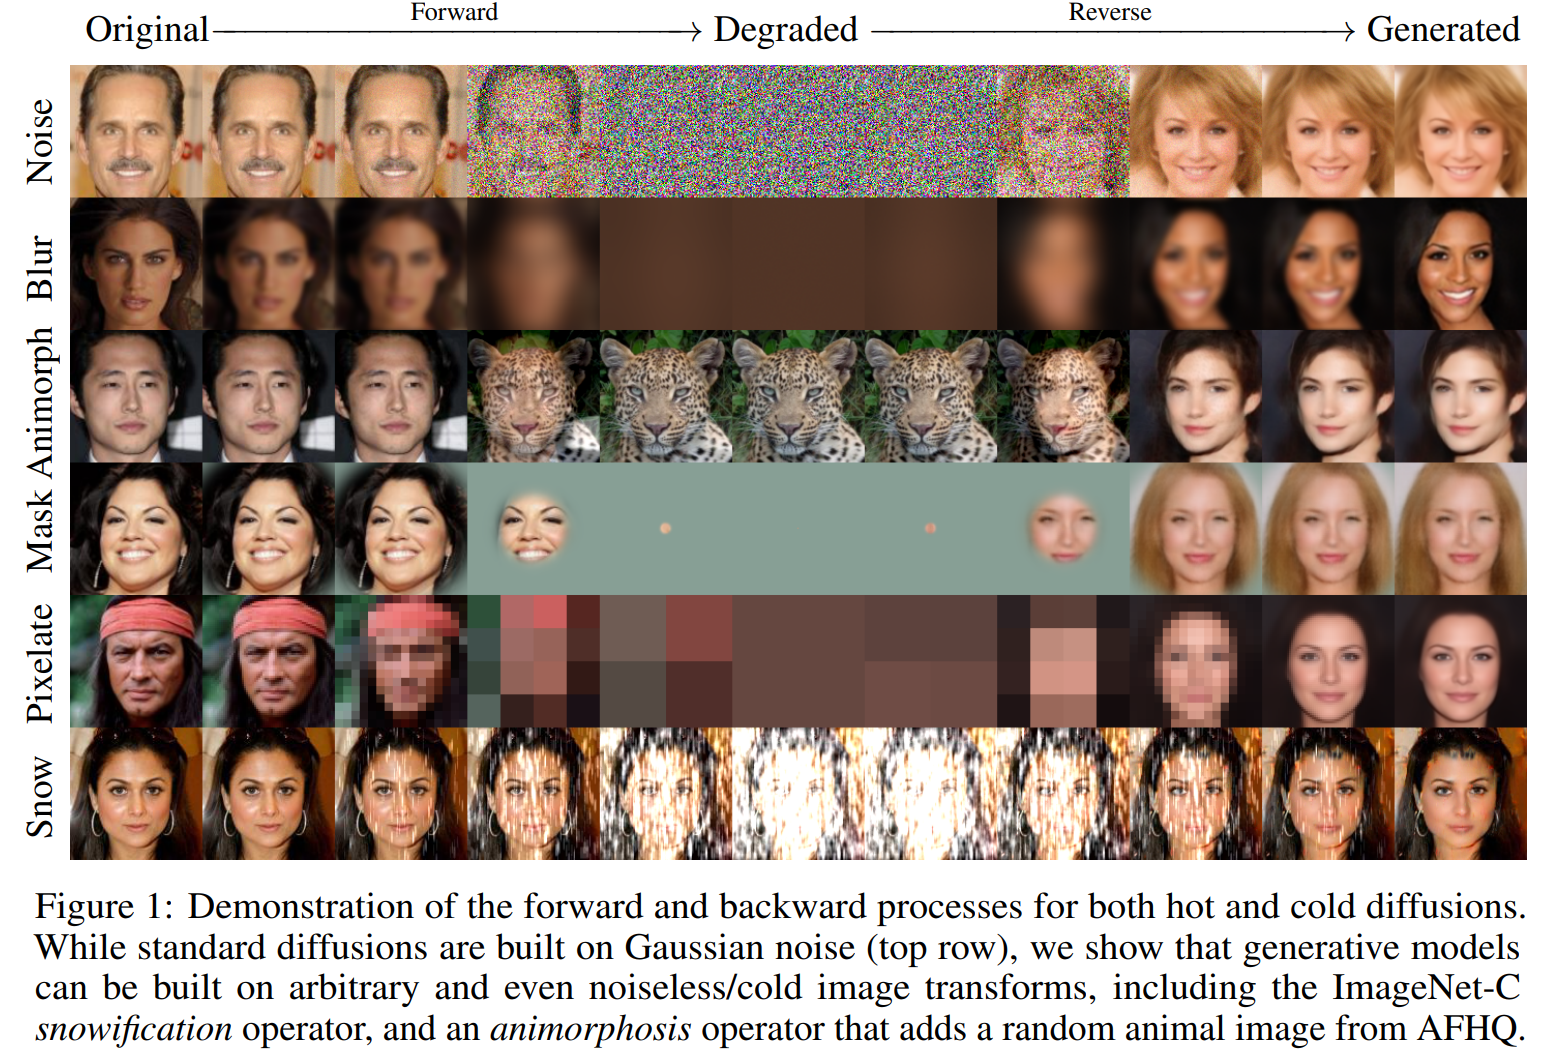 Forward Reverse
Original Degraded Generated
Noise
Blur
Animorph
Mask
Pixelate
Snow
Figure 1: Demonstration of the forward and backward processes for both hot and cold diffusions.
While standard diffusions are built on Gaussian noise (top row), we show that generative models
can be built on arbitrary and even noiseless/cold image transforms, including the ImageNet-C
snowification operator, and an animorphosis operator that adds a random animal image from AFHQ.